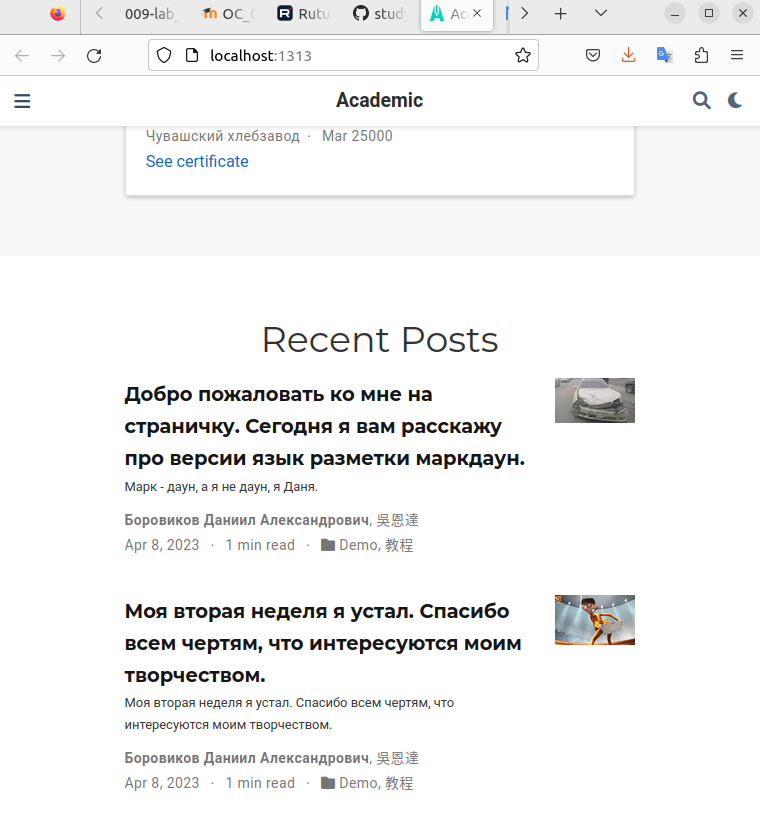 009-lab_
OC_
Rutu
study
Ac
localhost:1313
Academic
Чувашский хлебзавод · Mar 25000
See certificate
Recent Posts
Добро пожаловать ко мне на
страничку. Сегодня я вам расскажу
про версии язык разметки маркдаун.
Марк - даун, а я не даун, я Даня.
Боровиков Даниил Александрович, 吳恩達
Apr 8, 2023 · 1 min read · Demo, 教程
Моя вторая неделя я устал. Спасибо
всем чертям, что интересуются моим
творчеством.
Моя вторая неделя я устал. Спасибо всем чертям, что
интересуются моим творчеством.
Боровиков Даниил Александрович, 吳恩達
Apr 8, 2023 · 1 min read · Demo, 教程